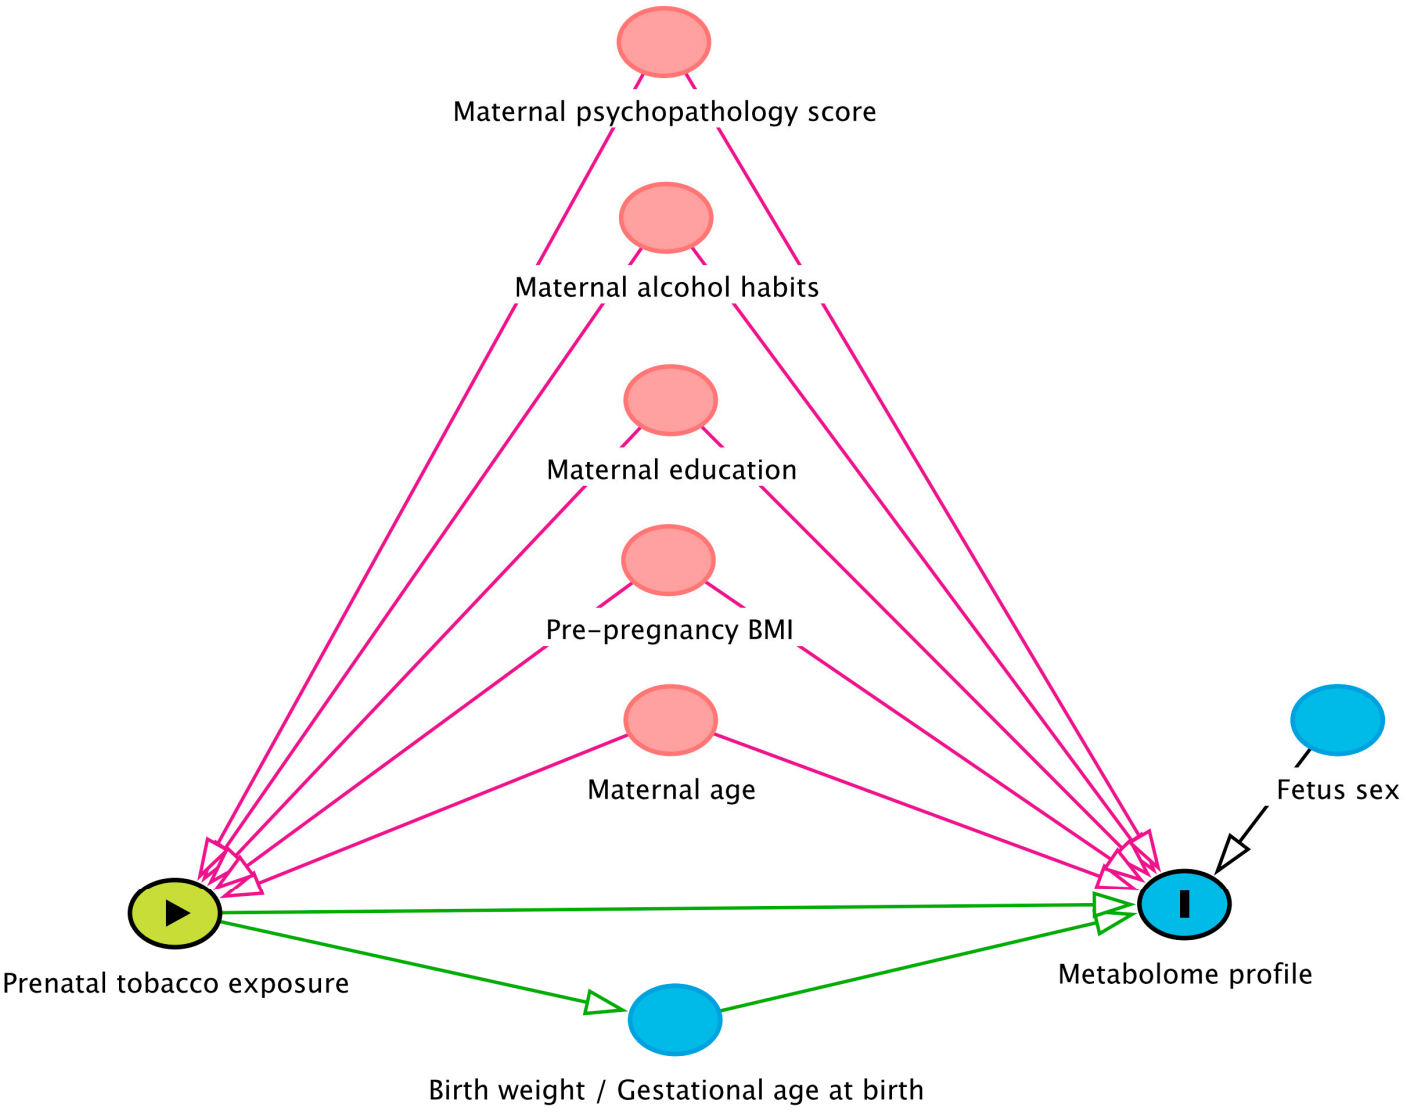 Maternal psychopathology score
Maternal alcohol habits
Maternal education
Pre-pregnancy BMI
Maternal age
Fetus sex
Prenatal tobacco exposure
Metabolome profile
Birth weight / Gestational age at birth